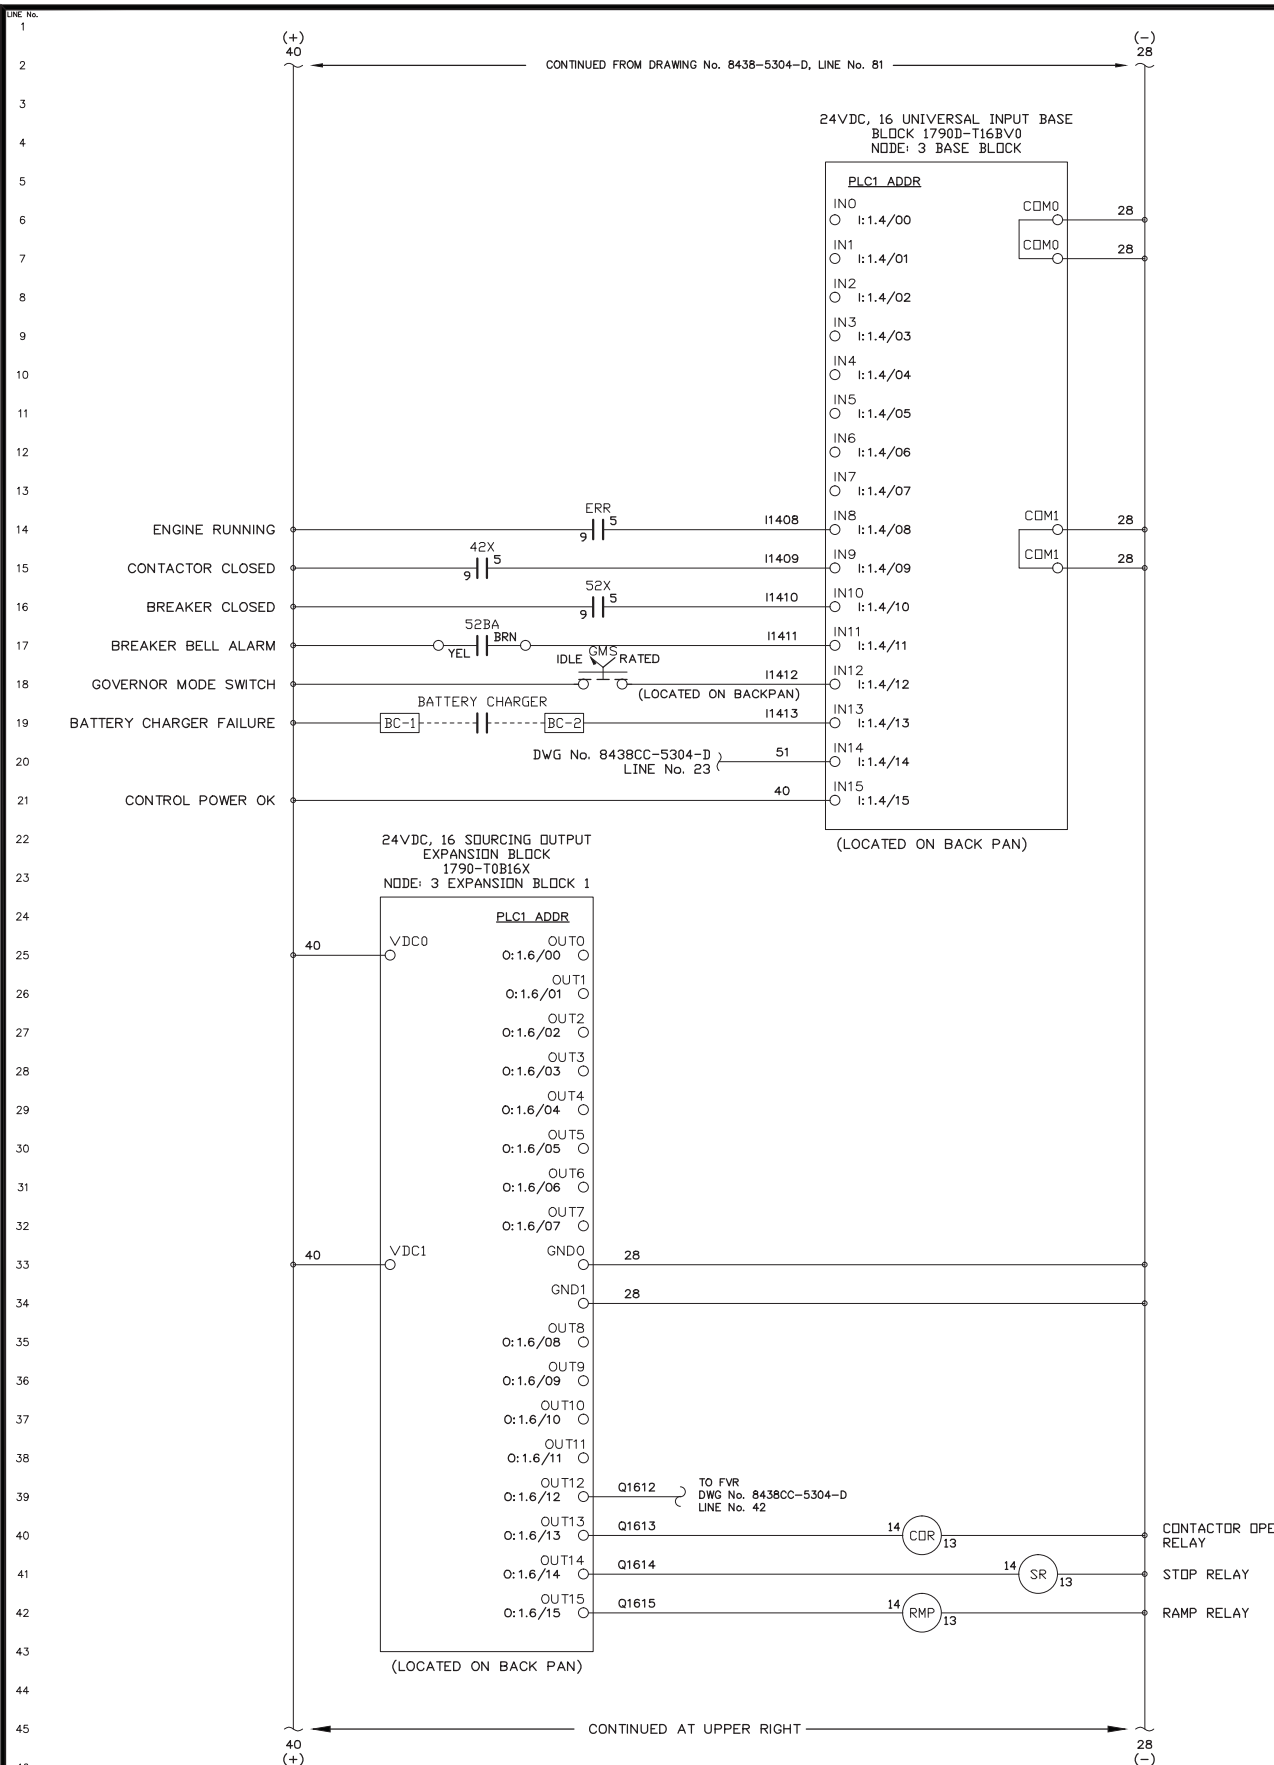 LINE No.
1
(+)
40
(-)
28
2
CONTINUED FROM DRAWING No. 8438-5304-D, LINE No. 81
3
24VDC, 16 UNIVERSAL INPUT BASE
4
BLOCK 1790D-T16BV0
NODE: 3 BASE BLOCK
5
PLC1 ADDR
IN0
COM0
28
6
I:1.4/00
IN1
COM0
28
7
I:1.4/01
IN2
8
I:1.4/02
IN3
9
I:1.4/03
IN4
10
I:1.4/04
IN5
11
I:1.4/05
IN6
12
I:1.4/06
IN7
13
I:1.4/07
ERR
5
I1408
IN8
COM1
28
14
ENGINE RUNNING
9
I:1.4/08
42X
5
I1409
IN9
COM1
28
15
CONTACTOR CLOSED
9
I:1.4/09
52X
5
I1410
IN10
16
BREAKER CLOSED
9
I:1.4/10
52BA
BRN
I1411
IN11
17
BREAKER BELL ALARM
YEL
I:1.4/11
GMS
IDLE
RATED
I1412
IN12
18
GOVERNOR MODE SWITCH
I:1.4/12
(LOCATED ON BACKPAN)
BATTERY CHARGER
I1413
IN13
19
BATTERY CHARGER FAILURE
BC-1
BC-2
I:1.4/13
DWG No. 8438CC-5304-D
51
IN14
20
LINE No. 23
I:1.4/14
40
IN15
21
CONTROL POWER OK
I:1.4/15
22
24VDC, 16 SOURCING OUTPUT
(LOCATED ON BACK PAN)
EXPANSION BLOCK
23
1790-T0B16X
NODE: 3 EXPANSION BLOCK 1
24
PLC1 ADDR
40
VDC0
OUT0
25
O:1.6/00
OUT1
26
O:1.6/01
OUT2
27
O:1.6/02
OUT3
28
O:1.6/03
OUT4
29
O:1.6/04
OUT5
30
O:1.6/05
OUT6
31
O:1.6/06
OUT7
32
O:1.6/07
40
VDC1
GND0
28
33
GND1
28
34
OUT8
35
O:1.6/08
OUT9
36
O:1.6/09
OUT10
37
O:1.6/10
OUT11
38
O:1.6/11
OUT12
Q1612
TO FVR
39
O:1.6/12
DWG No. 8438CC-5304-D
LINE No. 42
OUT13
Q1613
14
COR
13
CONTACTOR OPE
40
O:1.6/13
RELAY
OUT14
Q1614
14
SR
13
41
O:1.6/14
STOP RELAY
OUT15
Q1615
14
RMP
13
42
O:1.6/15
RAMP RELAY
43
(LOCATED ON BACK PAN)
44
45
CONTINUED AT UPPER RIGHT
40
(+)
28
(-)